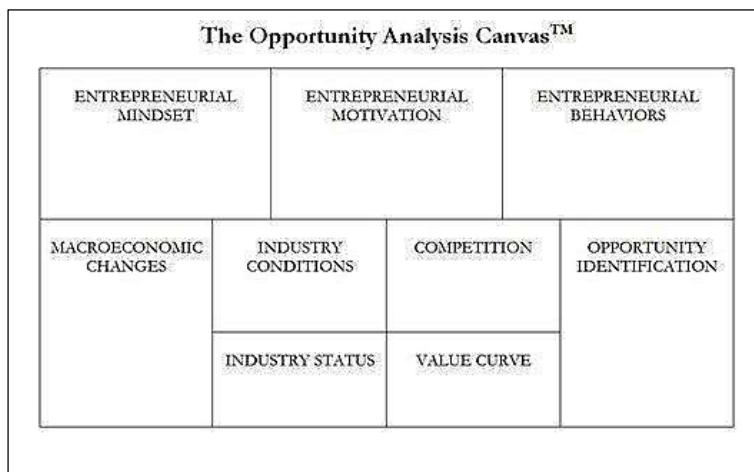 The Opportunity Analysis Canvas™
ENTREPRENEURIAL
MINDSET
ENTREPRENEURIAL
MOTIVATION
ENTREPRENEURIAL
BEHAVIORS
MACROECONOMIC
CHANGES
INDUSTRY
CONDITIONS
COMPETITION
OPPORTUNITY
IDENTIFICATION
INDUSTRY STATUS
VALUE CURVE